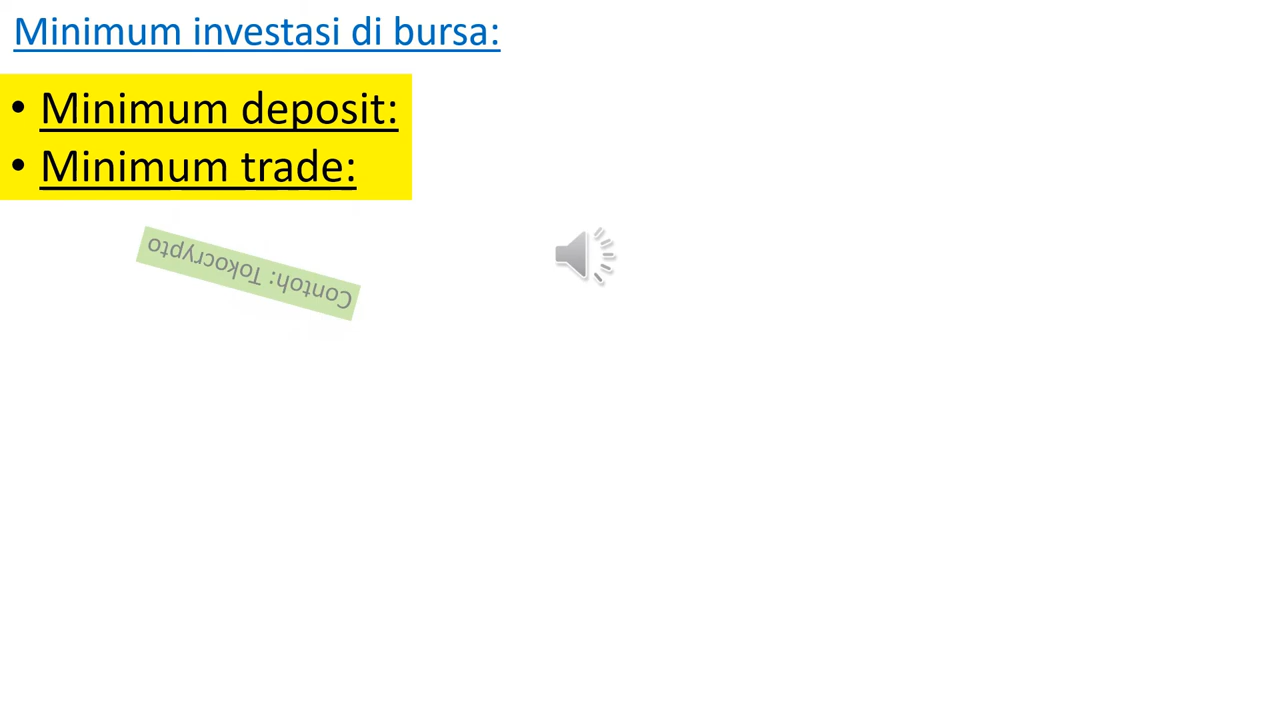 Minimum investasi di bursa:
• Minimum deposit:
• Minimum trade:
Contoh: Tokocrypto